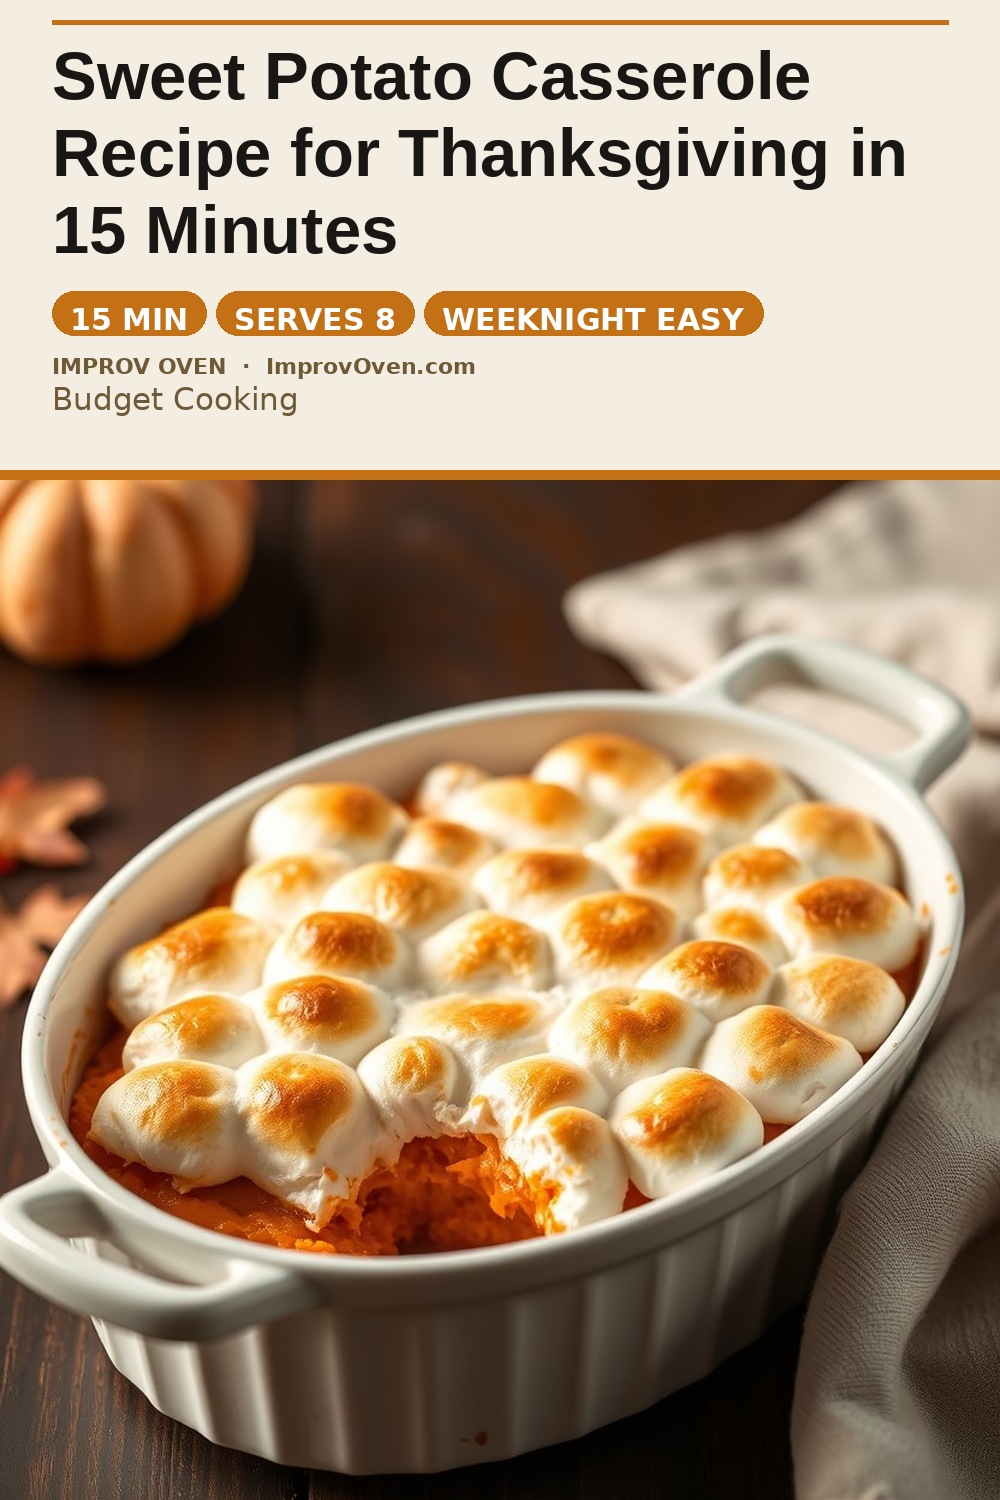 Sweet Potato Casserole
Recipe for Thanksgiving in
15 Minutes
15 MIN SERVES 8 WEEKNIGHT EASY
IMPROV OVEN · ImprovOven.com
Budget Cooking